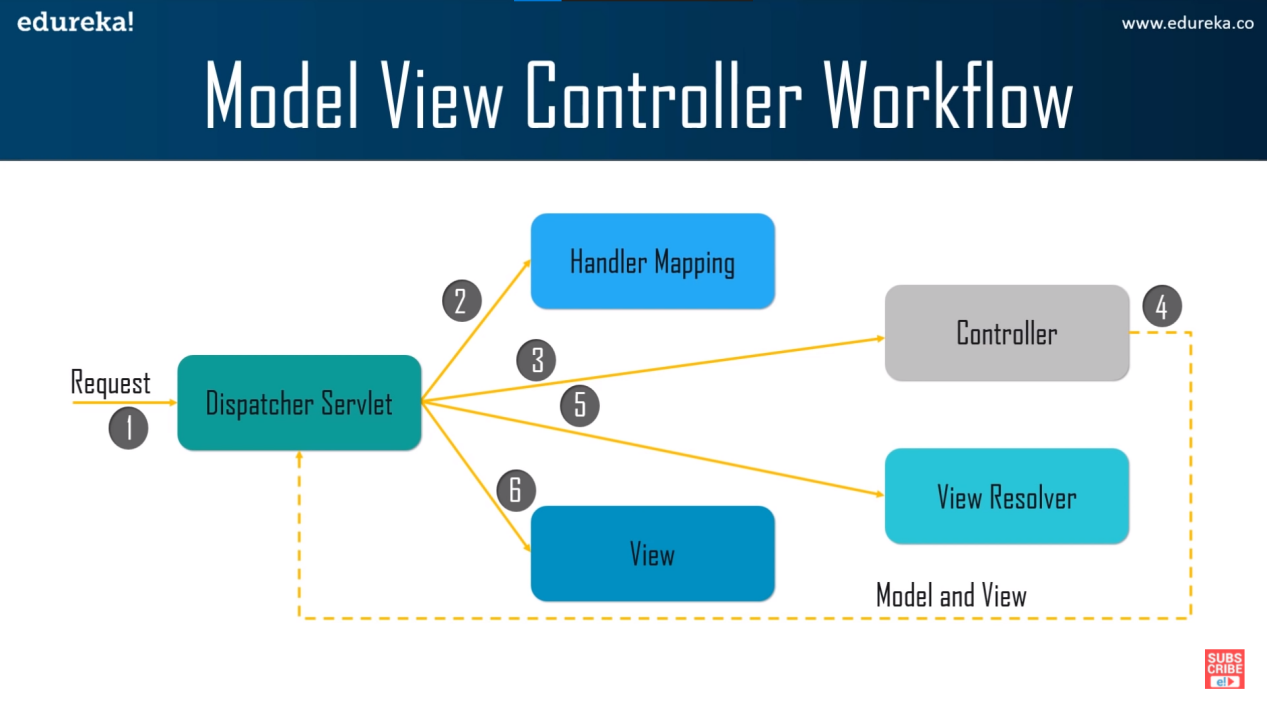 edureka!
www.edureka.co
Model View Controller Workflow
Handler Mapping
2
4
Controller
3
Request
Dispatcher Servlet
5
1
6
View Resolver
View
Model and View
SUBS
CRIBE
e!